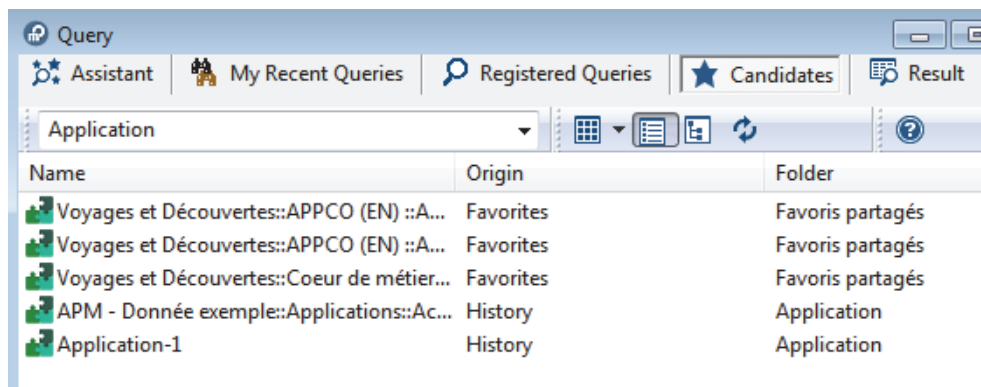 Query
Assistant My Recent Queries Registered Queries Candidates Result
Application
Name Origin Folder
Voyages et Découvertes::APPCO (EN) ::A... Favorites Favoris partagés
Voyages et Découvertes::APPCO (EN) ::A... Favorites Favoris partagés
Voyages et Découvertes::Coeur de métier... Favorites Favoris partagés
APM - Donnée exemple::Applications::Ac... History Application
Application-1 History Application